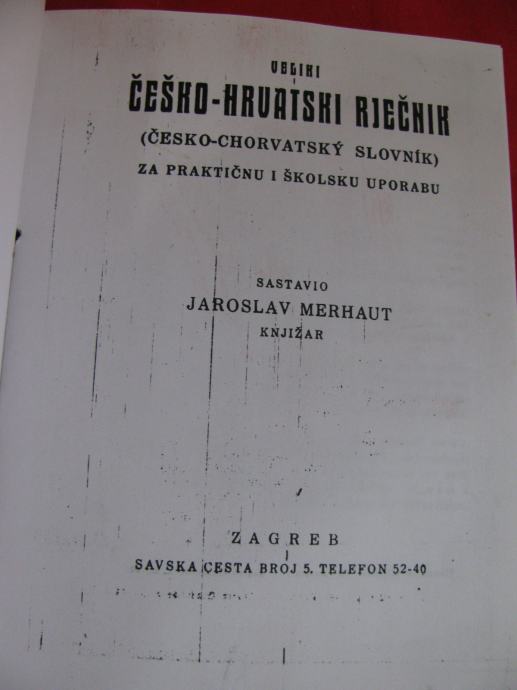 VELIKI
ČEŠKO-HRVATSKI RJEČNIK
(ČESKO-CHORVATSKÝ SLOVNÍK)
ZA PRAKTIČNU I ŠKOLSKU UPORABU
SASTAVIO
JAROSLAV MERHAUT
KNJIŽAR
ZAGREB
SAVSKA CESTA BROJ 5. TELEFON 52-40